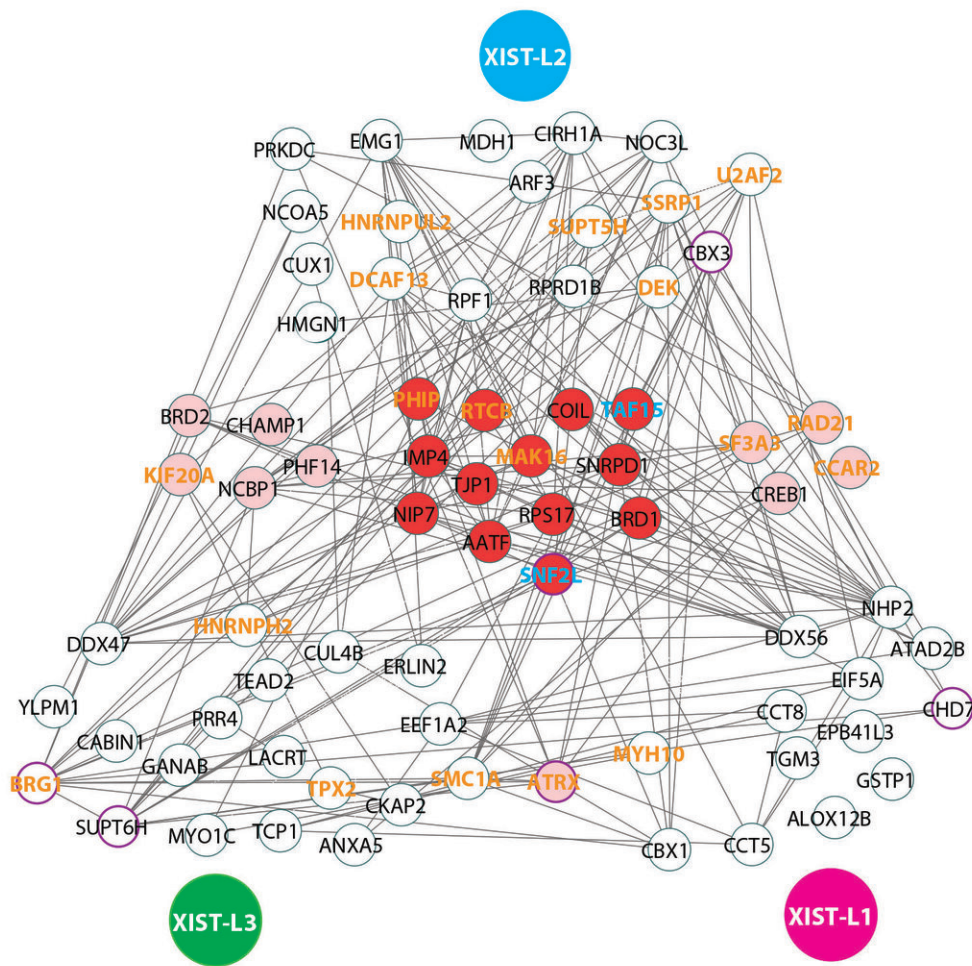 XIST-L2
EMG1
MDH1
CIRH1A
NOC3L
PRKDC
ARF3
U2AF2
NCOA5
HNRNPUL2
SUPT5H
SSRP1
CUX1
CBX3
DCAF13
RPF1
RPRD1B
DEK
HMGN1
PHIP
RTCB
COIL
TAF15
BRD2
CHAMP1
RAD21
IMP4
MAK16
SNRPD1
SF3A3
KIF20A
PHF14
CCAR2
NCBP1
TJP1
CREB1
NIP7
RPS17
BRD1
AATF
SNF2L
NHP2
DDX47
HNRNPH2
DDX56
CUL4B
ERLIN2
ATAD2B
TEAD2
EIF5A
YLPM1
PRR4
EEF1A2
CCT8
CHD7
CABIN1
LACRT
EPB41L3
GANAB
MYH10
TGM3
BRG1
TPX2
SMC1A
ATRX
GSTP1
SUPT6H
MYO1C
TCP1
CKAP2
ALOX12B
ANXA5
CBX1
CCT5
XIST-L3
XIST-L1